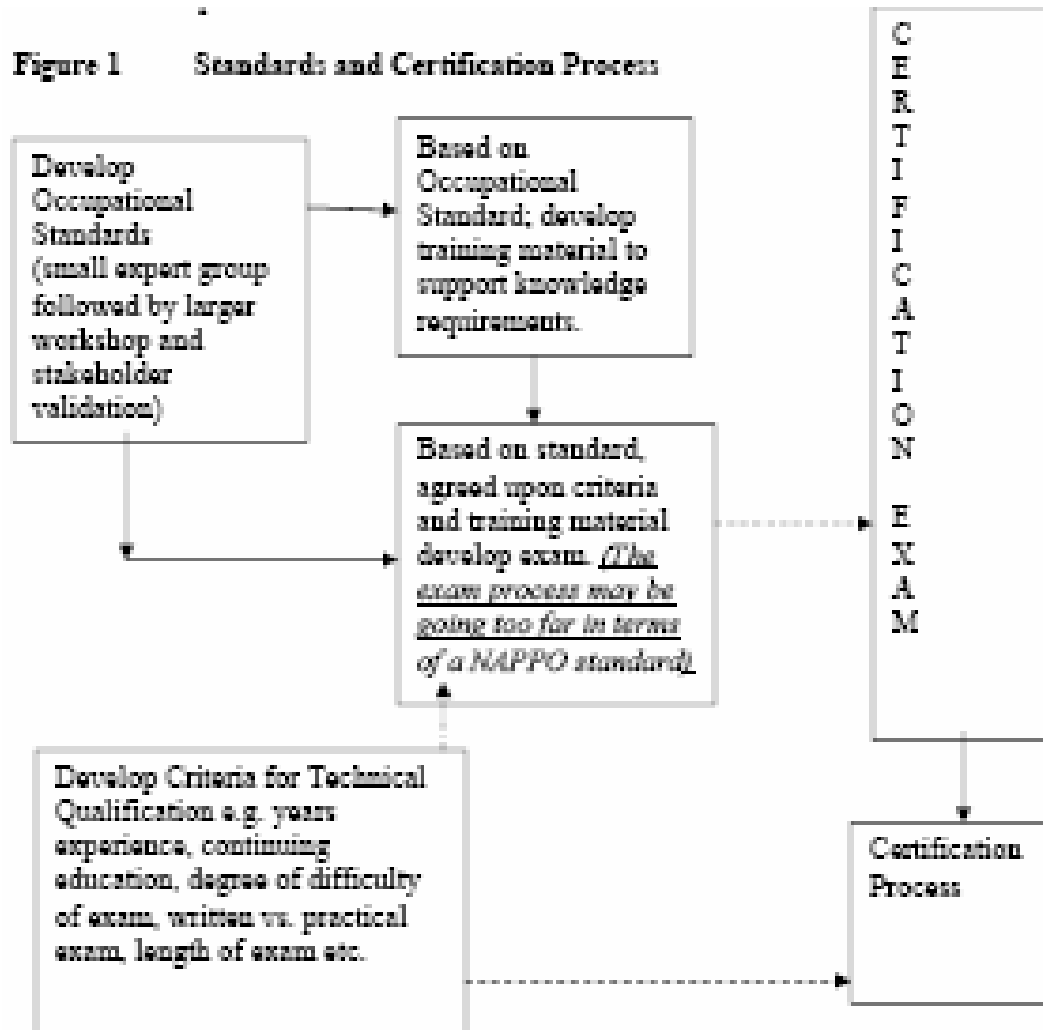 Figure 1 Standards and Certification Process
Develop
Occupational
Standards
(small expert group
followed by larger
workshop and
stakeholder
validation)
Based on
Occupational
Standard; develop
training material to
support knowledge
requirements.
Based on standard,
agreed upon criteria
and training material
develop exam. (The
exam process may be
going too far in terms
of a NAPPO standard).
C
E
R
T
I
F
I
C
A
T
I
O
N
E
X
A
M
Develop Criteria for Technical
Qualification e.g. years
experience, continuing
education, degree of difficulty
of exam, written vs. practical
exam, length of exam etc.
Certification
Process